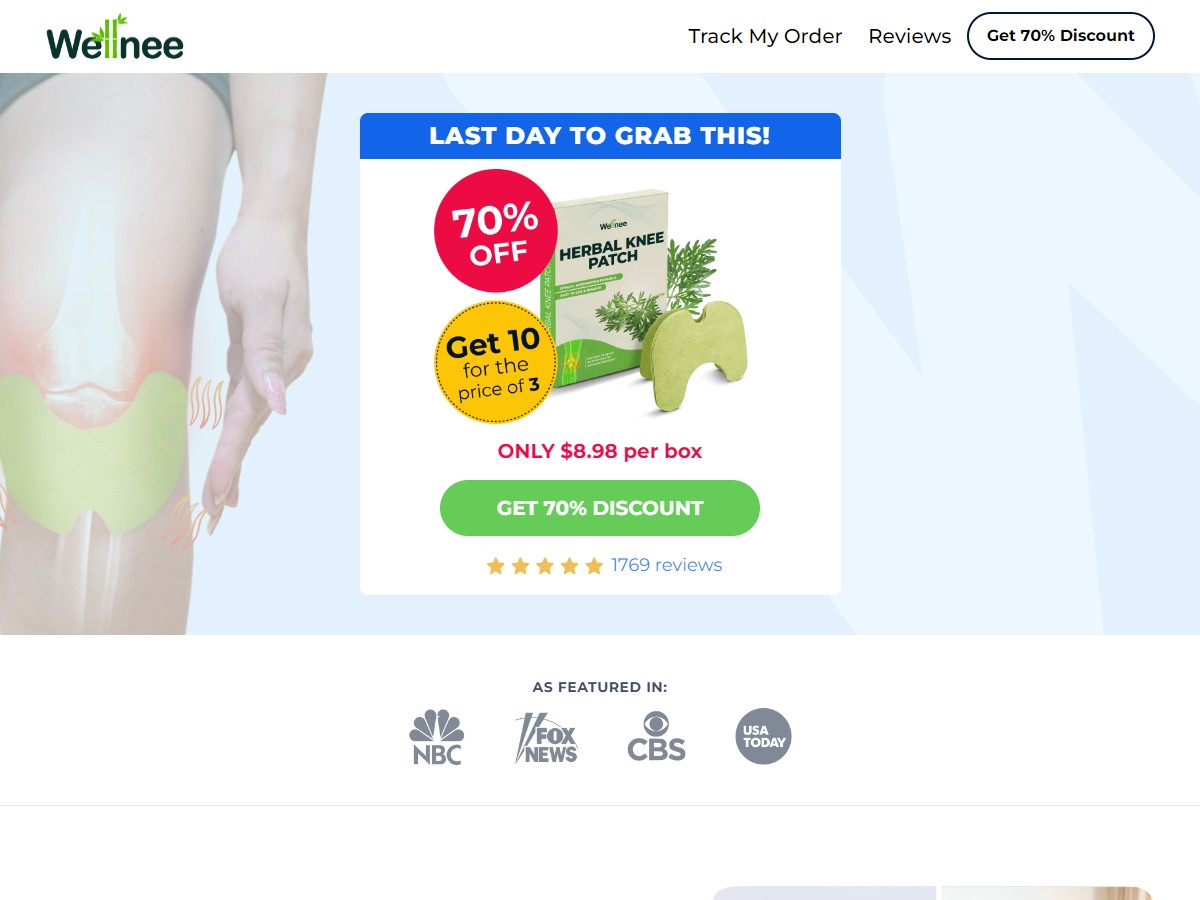 Wellnee
Track My Order
Reviews
Get 70% Discount
LAST DAY TO GRAB THIS!
70%
OFF
Wellnee
HERBAL KNEE
PATCH
Get 10
for the
price of 3
ONLY $8.98 per box
GET 70% DISCOUNT
1769 reviews
AS FEATURED IN:
NBC
FOX
NEWS
CBS
USA
TODAY